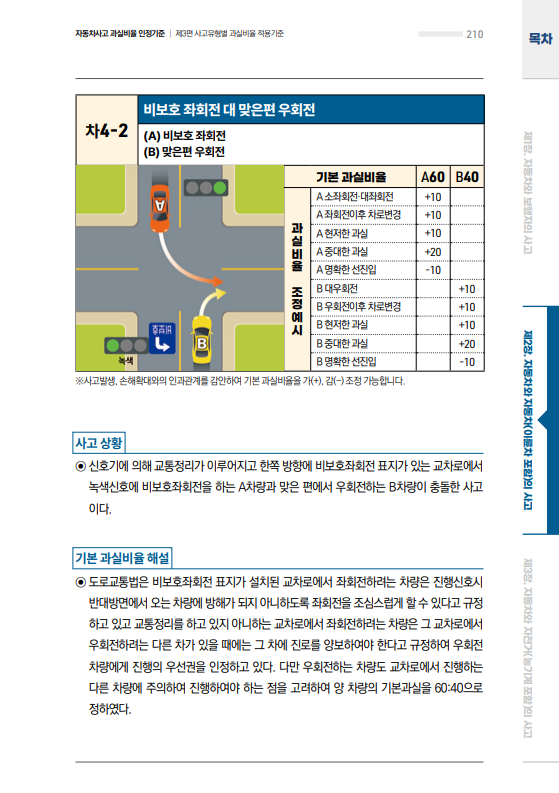 자동차사고 과실비율 인정기준 | 제3편 사고유형별 과실비율 적용기준
210
목차
차4-2
비보호 좌회전 대 맞은편 우회전
(A) 비보호 좌회전
(B) 맞은편 우회전
A
B
녹색
비보호
기본 과실비율 A60 B40
과실비율 조정예시
A 소좌회전·대좌회전 +10
A 좌회전이후 차로변경 +10
A 현저한 과실 +10
A 중대한 과실 +20
A 명확한 선진입 -10
B 대우회전 +10
B 우회전이후 차로변경 +10
B 현저한 과실 +10
B 중대한 과실 +20
B 명확한 선진입 -10
※사고발생, 손해확대와의 인과관계를 감안하여 기본 과실비율을 가(+), 감(-) 조정 가능합니다.
사고 상황
◉ 신호기에 의해 교통정리가 이루어지고 한쪽 방향에 비보호좌회전 표지가 있는 교차로에서
녹색신호에 비보호좌회전을 하는 A차량과 맞은 편에서 우회전하는 B차량이 충돌한 사고
이다.
기본 과실비율 해설
◉ 도로교통법은 비보호좌회전 표지가 설치된 교차로에서 좌회전하려는 차량은 진행신호시
반대방면에서 오는 차량에 방해가 되지 아니하도록 좌회전을 조심스럽게 할 수 있다고 규정
하고 있고 교통정리를 하고 있지 아니하는 교차로에서 좌회전하려는 차량은 그 교차로에서
우회전하려는 다른 차가 있을 때에는 그 차에 진로를 양보하여야 한다고 규정하여 우회전
차량에게 진행의 우선권을 인정하고 있다. 다만 우회전하는 차량도 교차로에서 진행하는
다른 차량에 주의하여 진행하여야 하는 점을 고려하여 양 차량의 기본과실을 60:40으로
정하였다.
제1장. 자동차와 보행자의 사고
제2장. 자동차와 자동차(이륜차 포함)의 사고
제3장. 자동차와 자전거(농기계 포함)의 사고